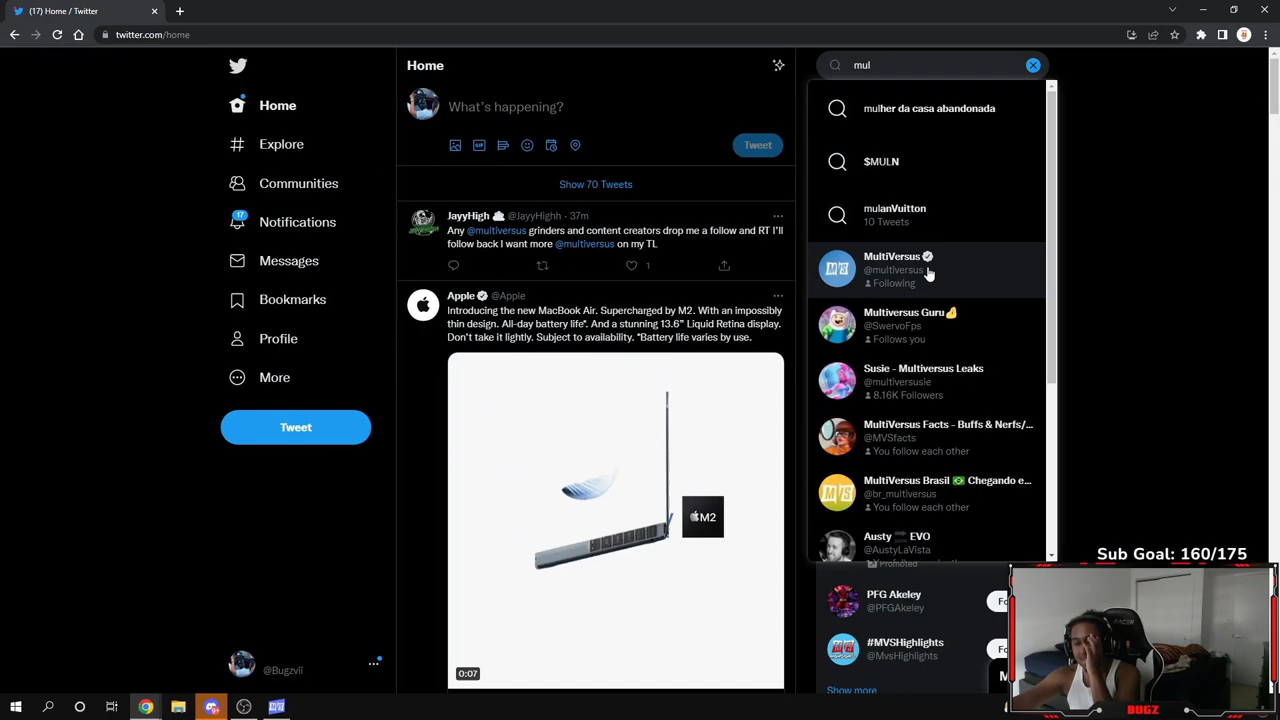 (17) Home / Twitter
twitter.com/home
Home
Explore
Communities
17
Notifications
Messages
Bookmarks
Profile
More
Tweet
@Bugzvii
Home
What's happening?
GIF
Tweet
Show 70 Tweets
JayyHigh @JayyHighh · 37m
Any @multiversus grinders and content creators drop me a follow and RT I'll
follow back I want more @multiversus on my TL
1
Apple @Apple
Introducing the new MacBook Air. Supercharged by M2. With an impossibly
thin design. All-day battery life*. And a stunning 13.6" Liquid Retina display.
Don't take it lightly. Subject to availability. *Battery life varies by use.
M2
0:07
mul
mulher da casa abandonada
$MULN
mulanVuitton
10 Tweets
MultiVersus
@multiversus
Following
Multiversus Guru
@SwervoFps
Follows you
Susie - Multiversus Leaks
@multiversusie
8.16K Followers
MultiVersus Facts - Buffs & Nerfs/...
@MVSfacts
You follow each other
MultiVersus Brasil Chegando e...
@br_multiversus
You follow each other
Austy EVO
@AustyLaVista
Promoted
PFG Akeley
@PFGAkeley
Fo
#MVSHighlights
@MvsHighlights
Fo
Show more
Sub Goal: 160/175
RACER
BUGZ